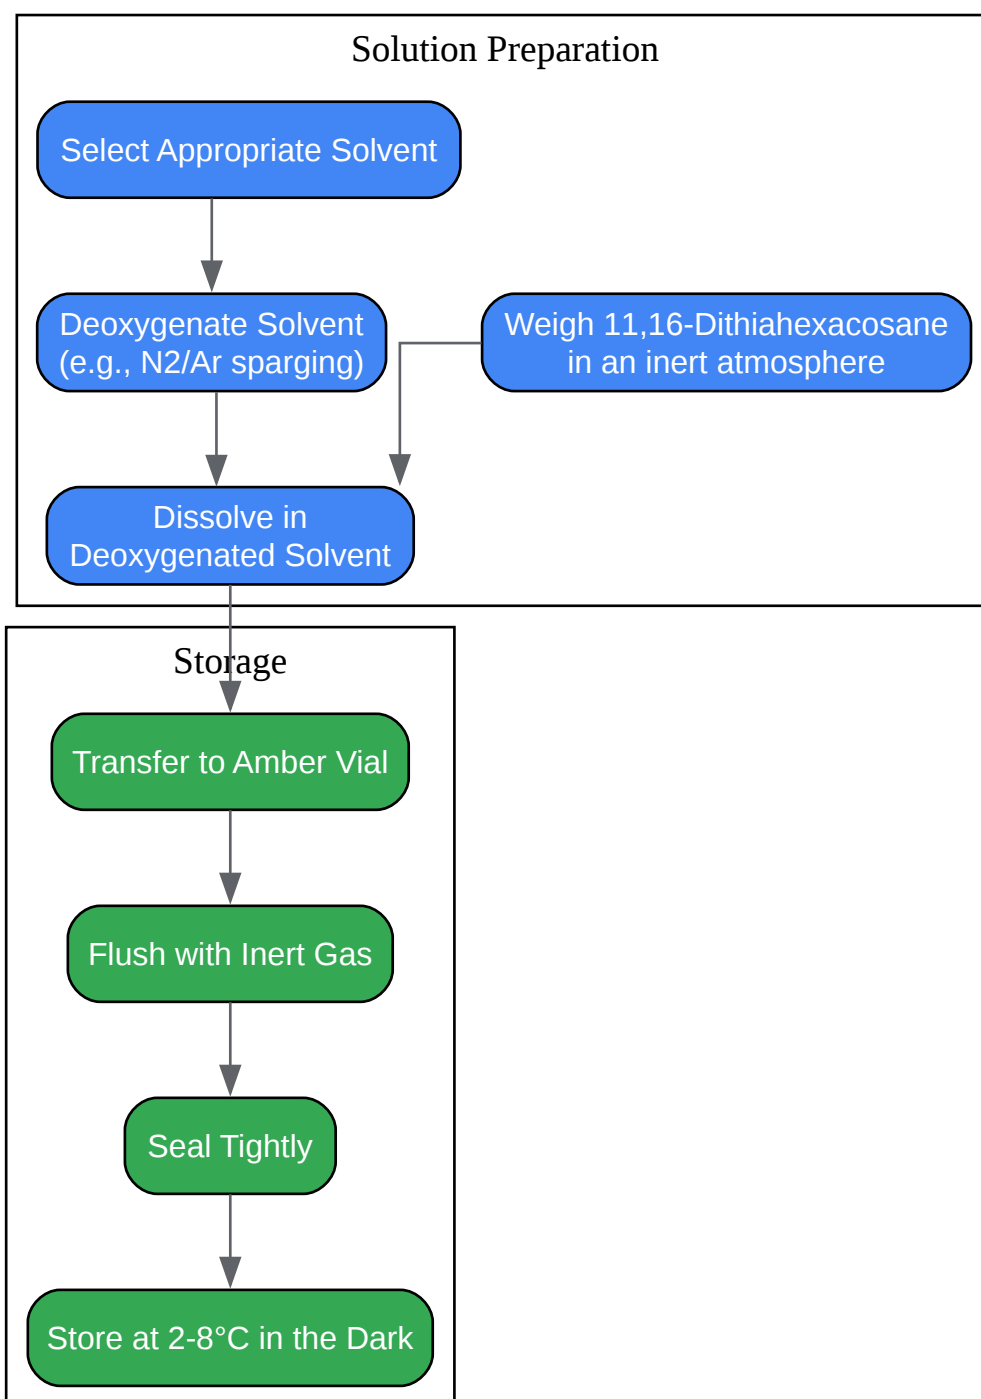 Solution Preparation
Select Appropriate Solvent
Deoxygenate Solvent
(e.g., N2/Ar sparging)
Weigh 11,16-Dithiahexacosane
in an inert atmosphere
Dissolve in
Deoxygenated Solvent
Storage
Transfer to Amber Vial
Flush with Inert Gas
Seal Tightly
Store at 2-8°C in the Dark